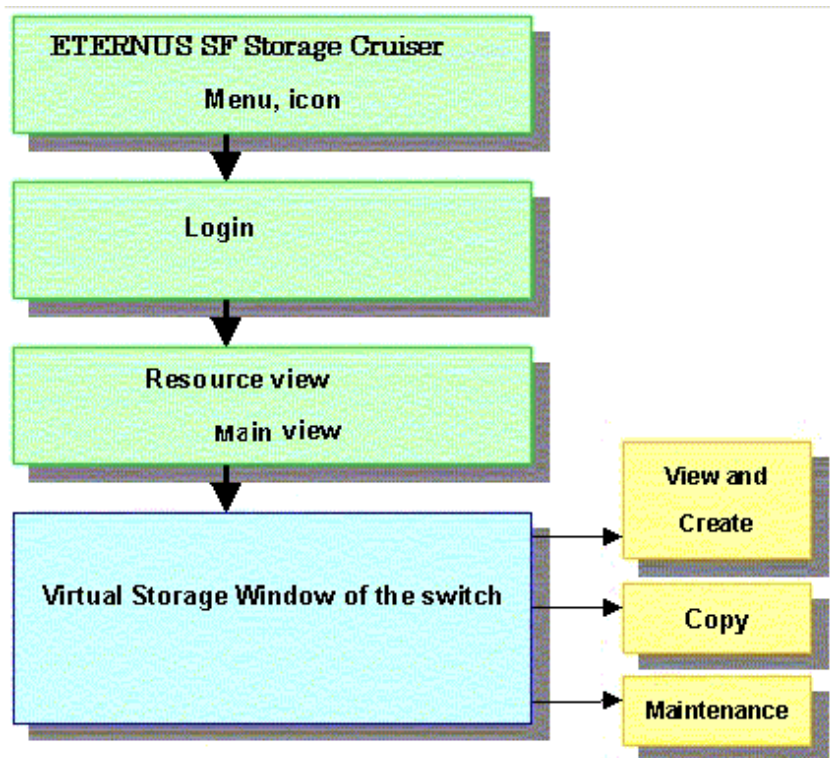 ETERNUS SF Storage Cruiser
Menu, icon
Login
Resource view
Main view
Virtual Storage Window of the switch
View and
Create
Copy
Maintenance